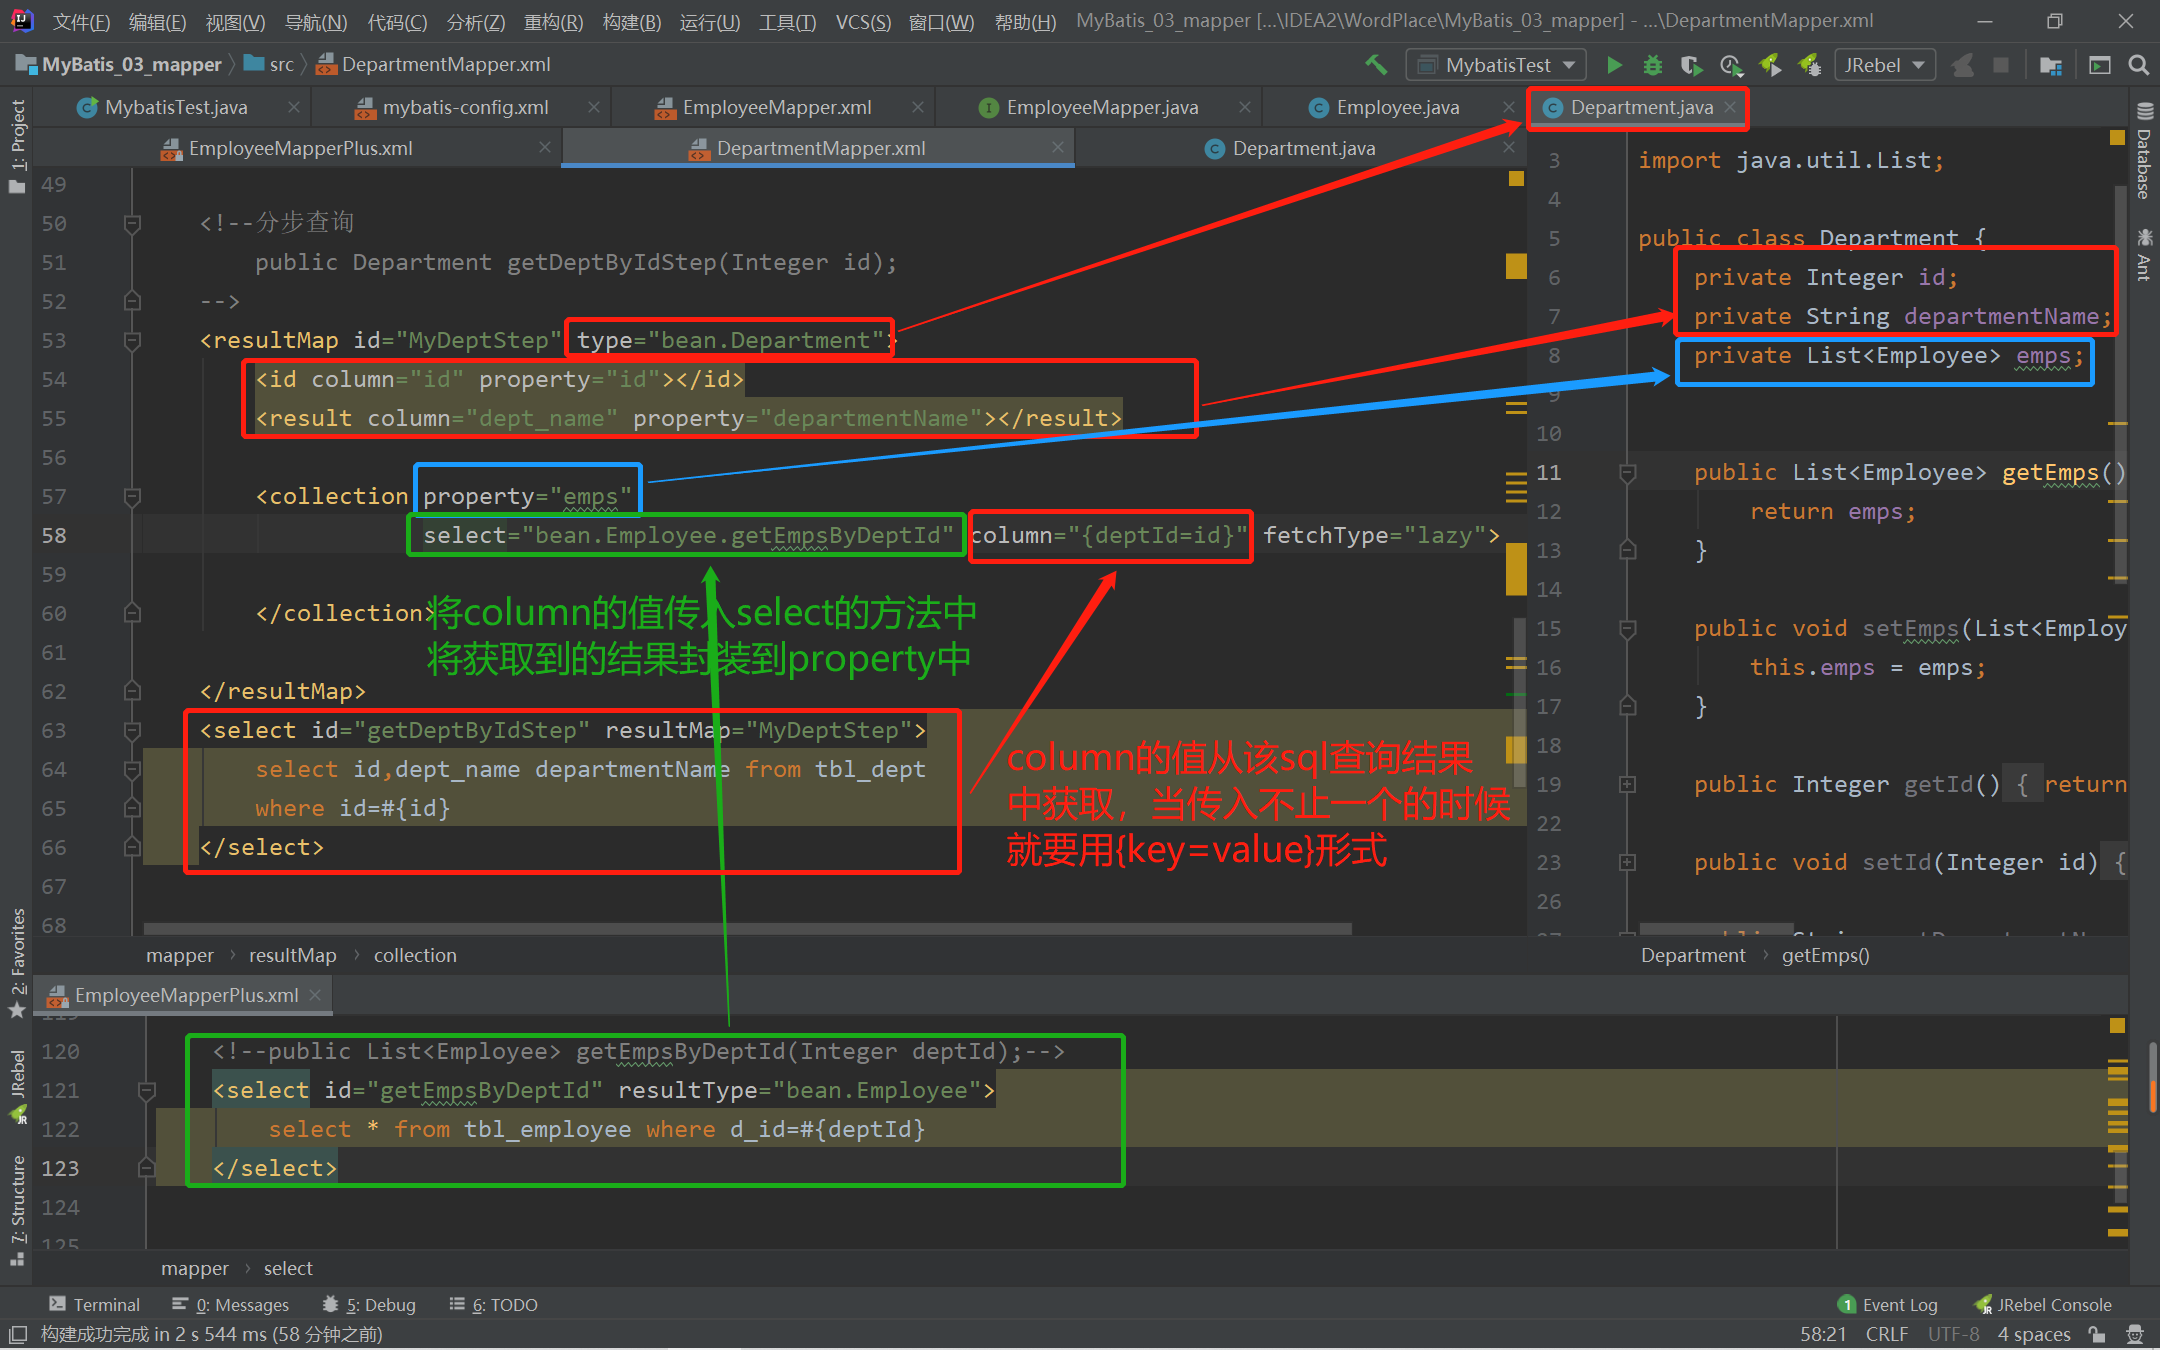 文件(F) 编辑(E) 视图(V) 导航(N) 代码(C) 分析(Z) 重构(R) 构建(B) 运行(U) 工具(T) VCS(S) 窗口(W) 帮助(H) MyBatis_03_mapper [...\IDEA2\WordPlace\MyBatis_03_mapper] - ...\DepartmentMapper.xml
MyBatis_03_mapper src DepartmentMapper.xml MybatisTest JRebel
MybatisTest.java mybatis-config.xml EmployeeMapper.xml EmployeeMapper.java Employee.java
EmployeeMapperPlus.xml DepartmentMapper.xml Department.java
1: Project
2: Favorites
JRebel
7: Structure
49
50 <!--分步查询
51 public Department getDeptByIdStep(Integer id);
52 -->
53 <resultMap id="MyDeptStep" type="bean.Department">
54 <id column="id" property="id"></id>
55 <result column="dept_name" property="departmentName"></result>
56
57 <collection property="emps"
58 select="bean.Employee.getEmpsByDeptId" column="{deptId=id}" fetchType="lazy">
59
60 </collection>
将column的值传入select的方法中
将获取到的结果封装到property中
61
62 </resultMap>
63 <select id="getDeptByIdStep" resultMap="MyDeptStep">
64 select id,dept_name departmentName from tbl_dept
65 where id=#{id}
66 </select>
67
68
column的值从该sql查询结果
中获取，当传入不止一个的时候
就要用{key=value}形式
mapper › resultMap › collection
Department.java
3 import java.util.List;
4
5 public class Department {
6 private Integer id;
7 private String departmentName;
8 private List<Employee> emps;
9
10
11 public List<Employee> getEmps()
12 return emps;
13 }
14
15 public void setEmps(List<Employ
16 this.emps = emps;
17 }
18
19 public Integer getId() { return
22
23 public void setId(Integer id) {
26
Department › getEmps()
Database
Ant
EmployeeMapperPlus.xml
120 <!--public List<Employee> getEmpsByDeptId(Integer deptId);-->
121 <select id="getEmpsByDeptId" resultType="bean.Employee">
122 select * from tbl_employee where d_id=#{deptId}
123 </select>
124
125
mapper › select
Terminal 0: Messages 5: Debug 6: TODO 1 Event Log JRebel Console
构建成功完成 in 2 s 544 ms (58 分钟之前) 58:21 CRLF UTF-8 4 spaces